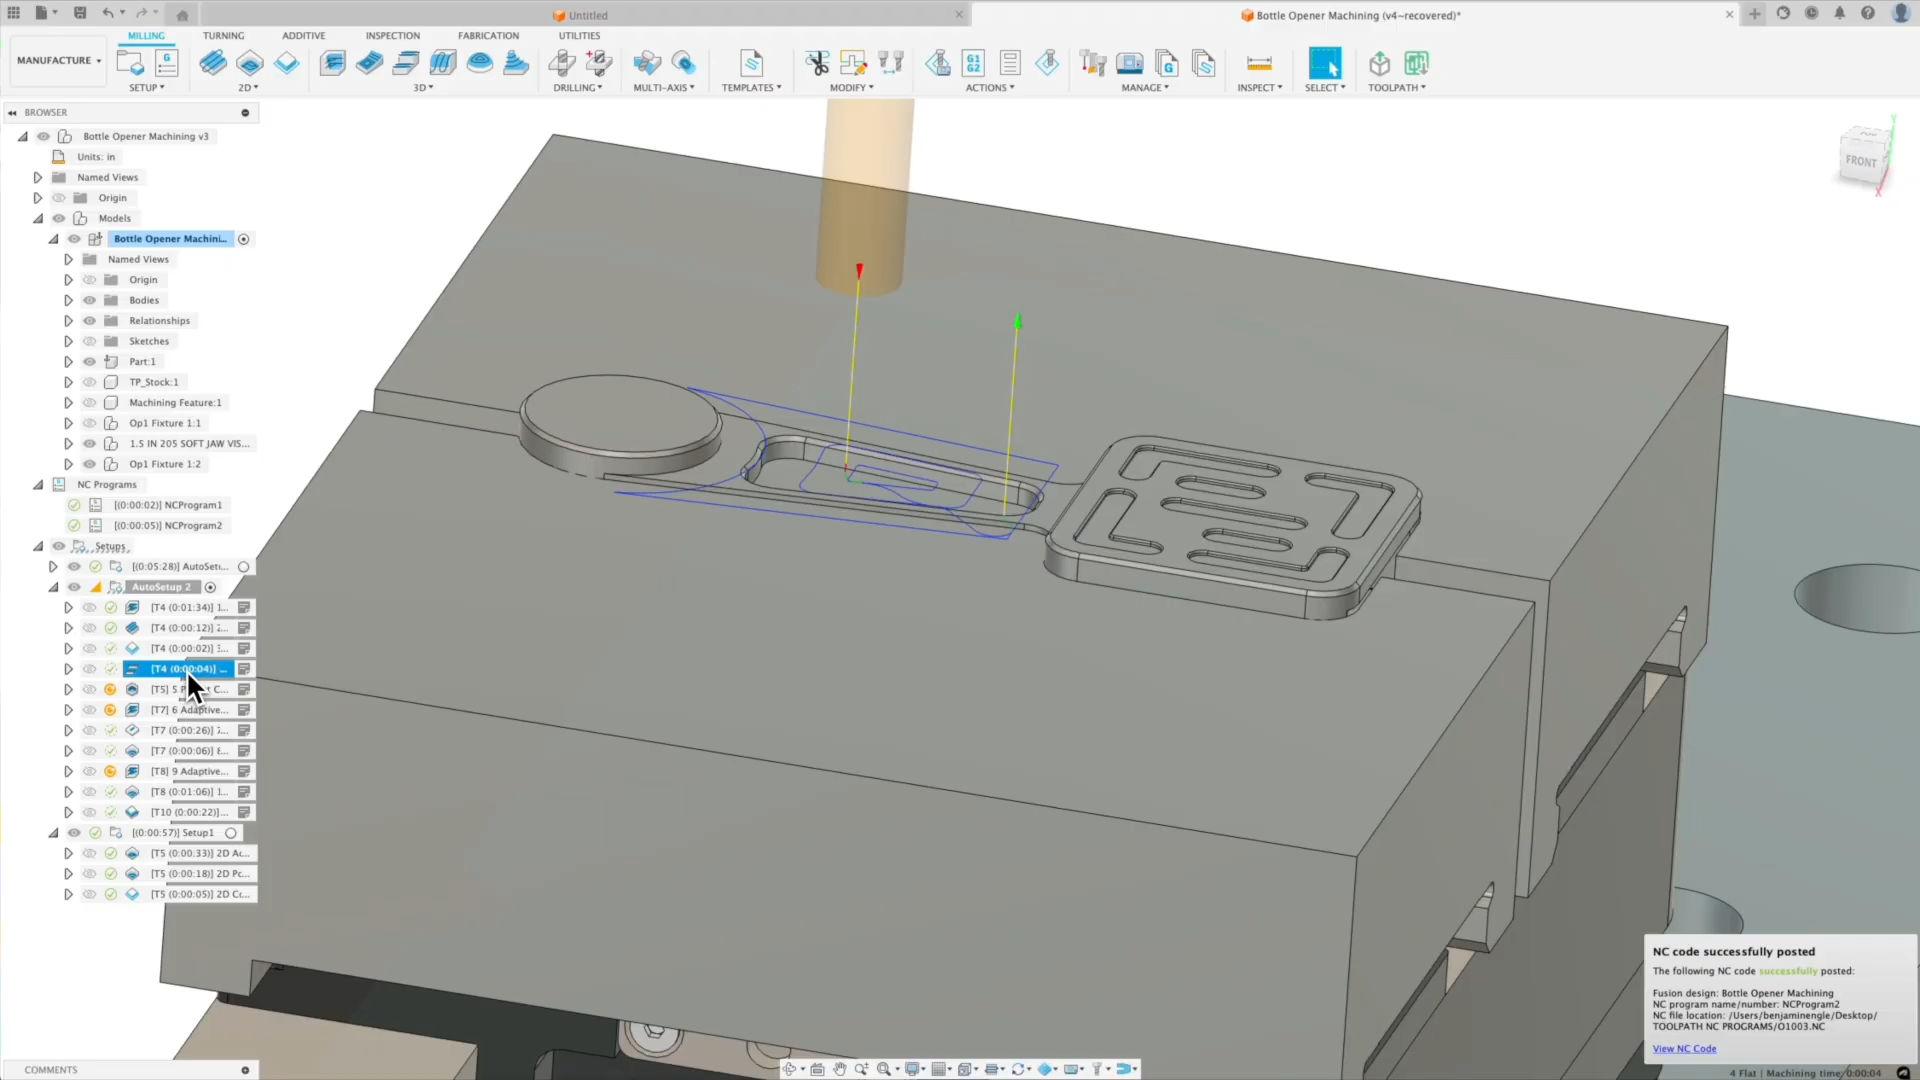 Untitled
Bottle Opener Machining (v4~recovered)*
MANUFACTURE
MILLING
TURNING
ADDITIVE
INSPECTION
FABRICATION
UTILITIES
G1
G2
SETUP
2D
3D
DRILLING
MULTI-AXIS
TEMPLATES
MODIFY
ACTIONS
MANAGE
INSPECT
SELECT
TOOLPATH
BROWSER
Bottle Opener Machining v3
Units: in
Named Views
Origin
Models
Bottle Opener Machini...
Named Views
Origin
Bodies
Relationships
Sketches
Part:1
TP_Stock:1
Machining Feature:1
Op1 Fixture 1:1
1.5 IN 205 SOFT JAW VIS...
Op1 Fixture 1:2
NC Programs
[(0:00:02)] NCProgram1
[(0:00:05)] NCProgram2
Setups
[(0:05:28)] AutoSetu...
AutoSetup 2
[T4 (0:01:34)] 1...
[T4 (0:00:12)]
[T4 (0:00:02)]
[T4 (0:00:04)] ...
[T5] 5
[T7] 6 Adaptive...
[T7 (0:00:26)]
[T7 (0:00:06)]
[T8] 9 Adaptive...
[T8 (0:01:06)] 1...
[T10 (0:00:22)]...
[(0:00:57)] Setup1
[T5 (0:00:33)] 2D Ac...
[T5 (0:00:18)] 2D Pc...
[T5 (0:00:05)] 2D Cc...
TOP
FRONT
Y
X
NC code successfully posted
The following NC code successfully posted:
Fusion design: Bottle Opener Machining
NC program name/number: NCProgram2
NC file location: /Users/benjaminengle/Desktop/
TOOLPATH NC PROGRAMS/O1003.NC
View NC Code
COMMENTS
4 Flat | Machining time: 0:00:04